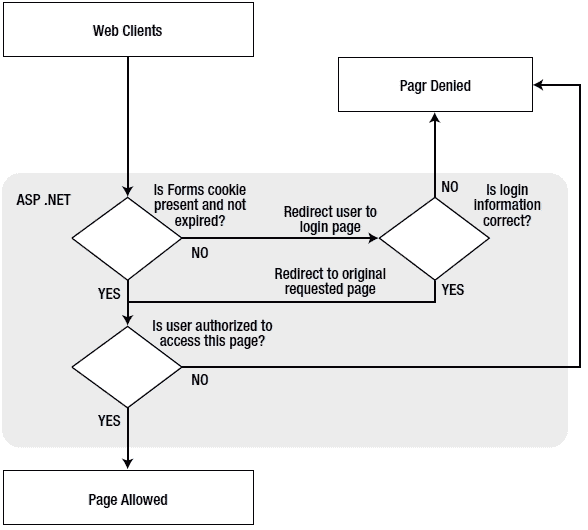 Web Clients
Pagr Denied
ASP .NET
Is Forms cookie
present and not
expired?
NO
Redirect user to
login page
NO
Is login
information
correct?
YES
Redirect to original
requested page
YES
Is user authorized to
access this page?
NO
YES
Page Allowed